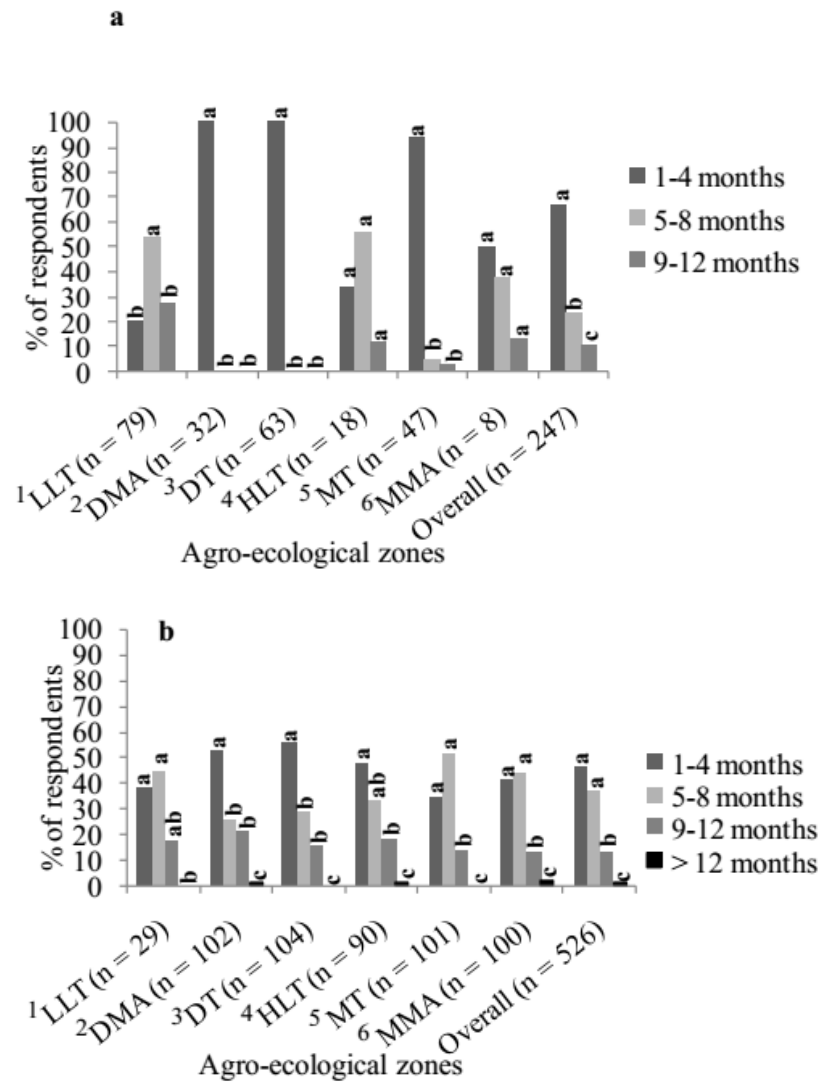 a
% of respondents
100
90
80
70
60
50
40
30
20
10
0
b a b
a b b
a b b
a a a
a b b
a a a
a b c
1-4 months
5-8 months
9-12 months
1LLT (n = 79)
2DMA (n = 32)
3DT (n = 63)
4HLT (n = 18)
5MT (n = 47)
6MMA (n = 8)
Overall (n = 247)
Agro-ecological zones
b
% of respondents
100
90
80
70
60
50
40
30
20
10
0
a a ab b
a b b c
a b b c
a ab b c
a a b c
a a b c
a a b c
1-4 months
5-8 months
9-12 months
> 12 months
1LLT (n = 29)
2DMA (n = 102)
3DT (n = 104)
4HLT (n = 90)
5MT (n = 101)
6MMA (n = 100)
Overall (n = 526)
Agro-ecological zones